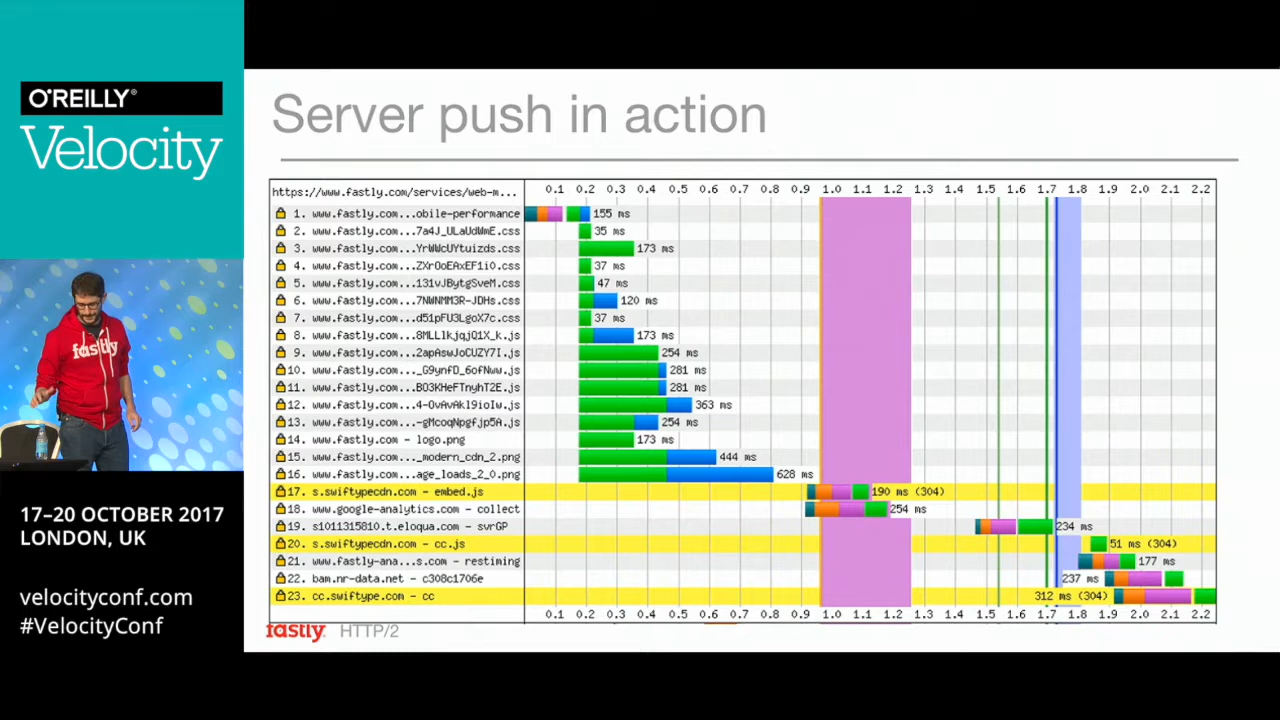 O'REILLY®
Velocity
fastly
17–20 OCTOBER 2017
LONDON, UK
velocityconf.com
#VelocityConf
Server push in action
https://www.fastly.com/services/web-m...
0.1 0.2 0.3 0.4 0.5 0.6 0.7 0.8 0.9 1.0 1.1 1.2 1.3 1.4 1.5 1.6 1.7 1.8 1.9 2.0 2.1 2.2
1. www.fastly.com...obile-performance 155 ms
2. www.fastly.com...7a4J_ULaUdWmE.css 35 ms
3. www.fastly.com...YrWWcUYtuizds.css 173 ms
4. www.fastly.com...ZXrOoEAxEF1i0.css 37 ms
5. www.fastly.com...131vJBytgSveM.css 47 ms
6. www.fastly.com...7NWNMM3R-JDHs.css 120 ms
7. www.fastly.com...d51pFU3LgoX7c.css 37 ms
8. www.fastly.com...8MLLlkjqjQ1X_k.js 173 ms
9. www.fastly.com...2apAswJoCUZY7I.js 254 ms
10. www.fastly.com..._G9ynfD_6ofNww.js 281 ms
11. www.fastly.com...BO3KHeFTnyhT2E.js 281 ms
12. www.fastly.com...4-OvAvAkl9ioIw.js 363 ms
13. www.fastly.com...-gMcoqNpgfjp5A.js 254 ms
14. www.fastly.com - logo.png 173 ms
15. www.fastly.com..._modern_cdn_2.png 444 ms
16. www.fastly.com...age_loads_2_0.png 628 ms
17. s.swiftypecdn.com - embed.js 190 ms (304)
18. www.google-analytics.com - collect 254 ms
19. s1011315810.t.eloqua.com - svrGP 234 ms
20. s.swiftypecdn.com - cc.js 51 ms (304)
21. www.fastly-ana...s.com - restiming 177 ms
22. bam.nr-data.net - c308c1706e 237 ms
23. cc.swiftype.com - cc 312 ms (304)
0.1 0.2 0.3 0.4 0.5 0.6 0.7 0.8 0.9 1.0 1.1 1.2 1.3 1.4 1.5 1.6 1.7 1.8 1.9 2.0 2.1 2.2
fastly HTTP/2